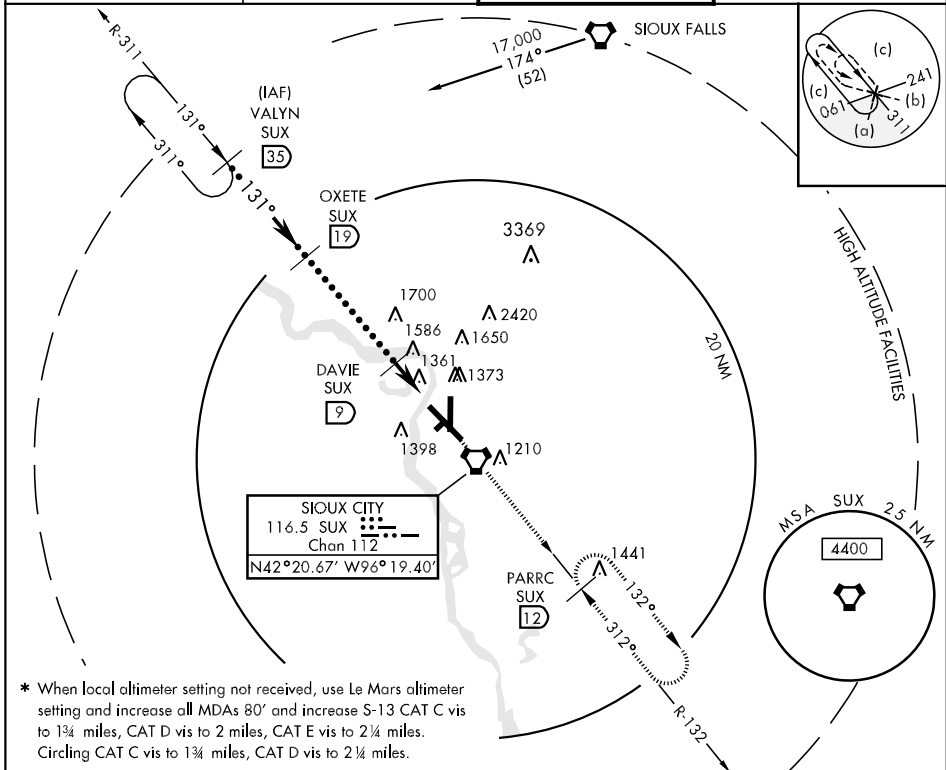 R-311
131°
311°
(IAF)
VALYN
SUX
35
131°
OXETE
SUX
19
17,000
174°
(52)
SIOUX FALLS
(c)
(c)
241
061
(b)
(a)
311
3369
1700
2420
1586
1650
1361
1373
DAVIE
SUX
9
1398
1210
20 NM
HIGH ALTITUDE FACILITIES
SIOUX CITY
116.5 SUX
Chan 112
N42°20.67' W96°19.40'
PARRC
SUX
12
1441
132°
312°
R-132
MSA SUX 25 NM
4400
* When local altimeter setting not received, use Le Mars altimeter
setting and increase all MDAs 80' and increase S-13 CAT C vis
to 1¾ miles, CAT D vis to 2 miles, CAT E vis to 2¼ miles.
Circling CAT C vis to 1¾ miles, CAT D vis to 2¼ miles.